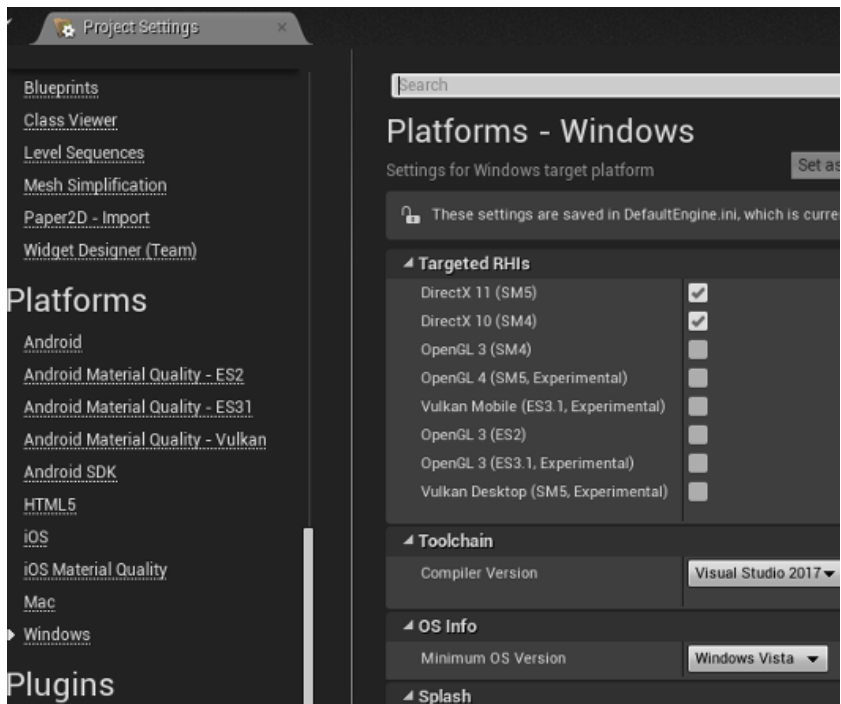 Project Settings
Blueprints
Class Viewer
Level Sequences
Mesh Simplification
Paper2D - Import
Widget Designer (Team)
Platforms
Android
Android Material Quality - ES2
Android Material Quality - ES31
Android Material Quality - Vulkan
Android SDK
HTML5
iOS
iOS Material Quality
Mac
Windows
Plugins
Search
Platforms - Windows
Settings for Windows target platform
Set as
These settings are saved in DefaultEngine.ini, which is curre
Targeted RHIs
DirectX 11 (SM5)
DirectX 10 (SM4)
OpenGL 3 (SM4)
OpenGL 4 (SM5, Experimental)
Vulkan Mobile (ES3.1, Experimental)
OpenGL 3 (ES2)
OpenGL 3 (ES3.1, Experimental)
Vulkan Desktop (SM5, Experimental)
Toolchain
Compiler Version Visual Studio 2017
OS Info
Minimum OS Version Windows Vista
Splash